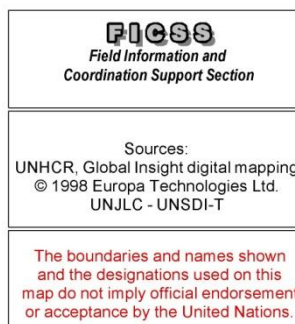 FICSS
Field Information and
Coordination Support Section
Sources:
UNHCR, Global Insight digital mapping
© 1998 Europa Technologies Ltd.
UNJLC - UNSDI-T
The boundaries and names shown
and the designations used on this
map do not imply official endorsement
or acceptance by the United Nations.